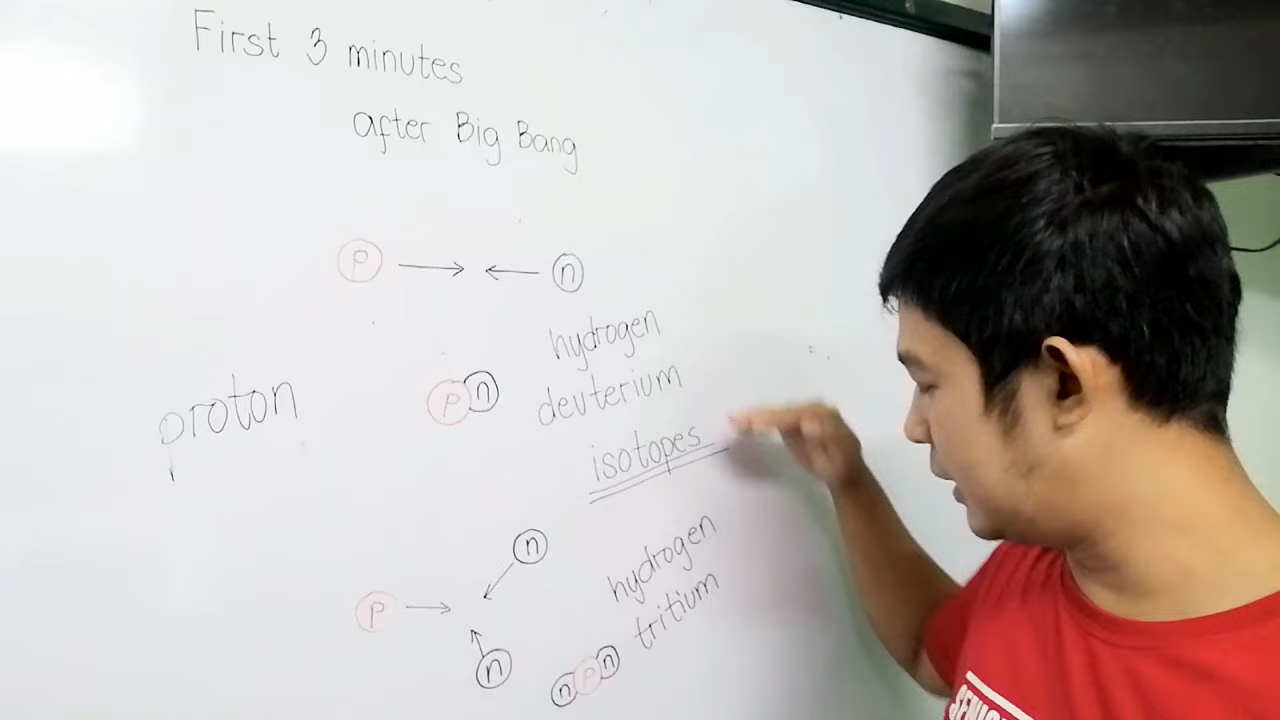 First 3 minutes
after Big Bang
p n
hydrogen
deuterium
proton
p n
isotopes
n
hydrogen
tritium
p
n
n p n